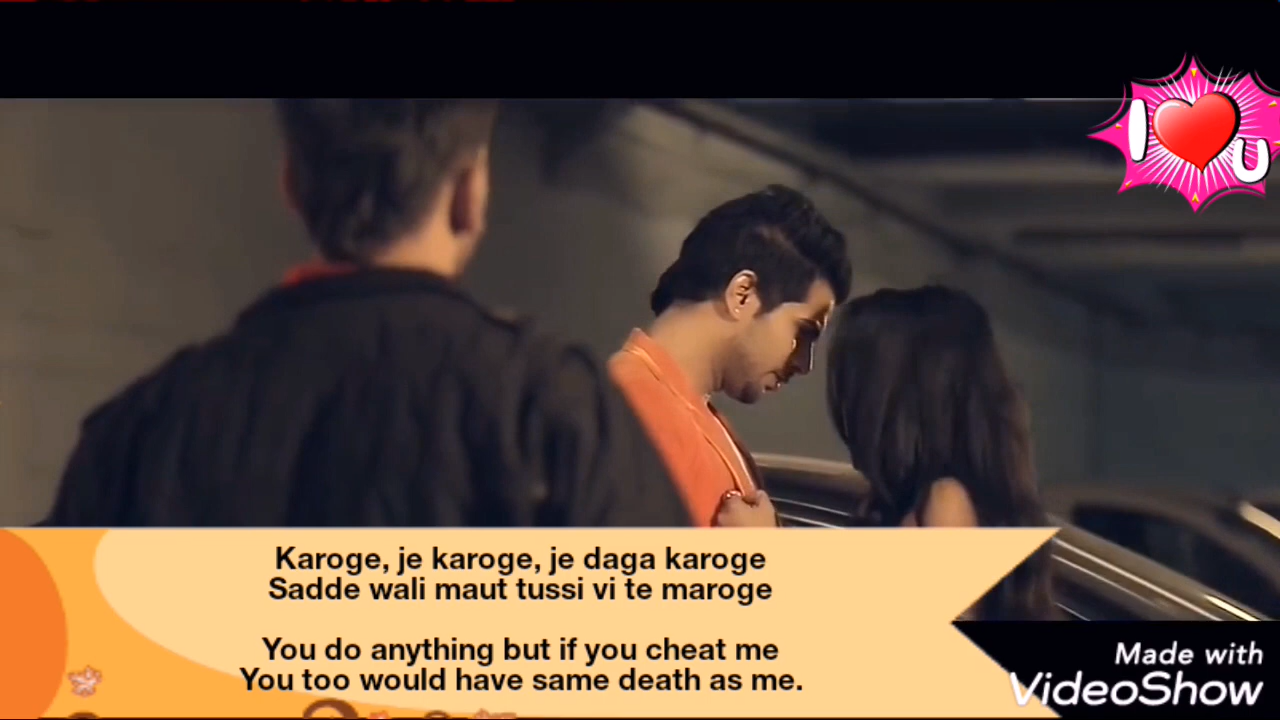 I U
Karoge, je karoge, je daga karoge
Sadde wali maut tussi vi te maroge
You do anything but if you cheat me
You too would have same death as me.
Made with
VideoShow